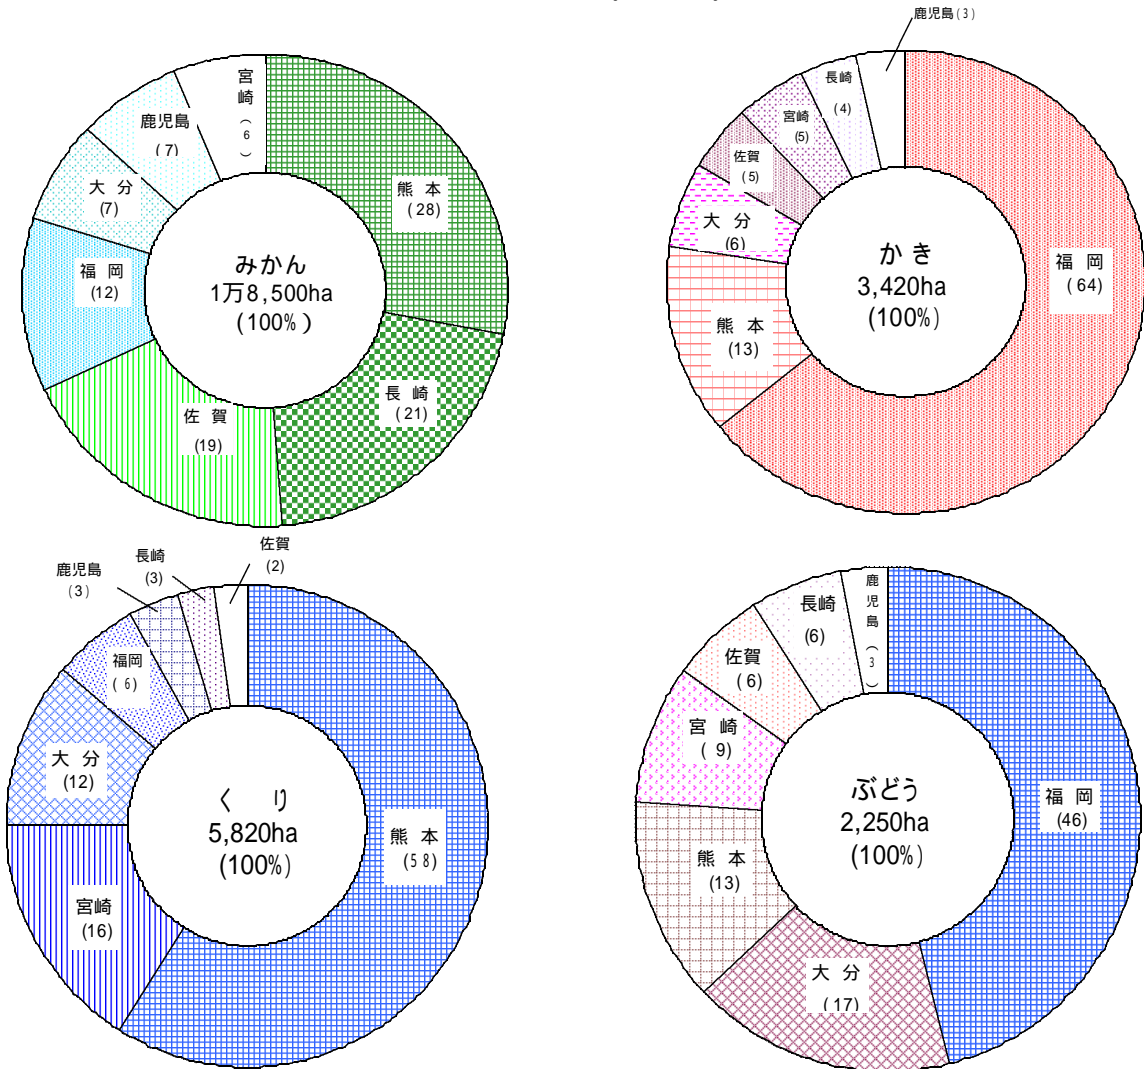 宮崎
(6)
熊本
(28)
長崎
(21)
佐賀
(19)
福岡
(12)
大分
(7)
鹿児島
(7)
みかん
1万8,500ha
(100%)
鹿児島(3)
長崎
(4)
宮崎
(5)
佐賀
(5)
大分
(6)
熊本
(13)
福岡
(64)
かき
3,420ha
(100%)
佐賀
(2)
長崎
(3)
鹿児島
(3)
福岡
(6)
大分
(12)
宮崎
(16)
熊本
(58)
くり
5,820ha
(100%)
鹿児島(3)
長崎
(6)
佐賀
(6)
宮崎
(9)
熊本
(13)
大分
(17)
福岡
(46)
ぶどう
2,250ha
(100%)